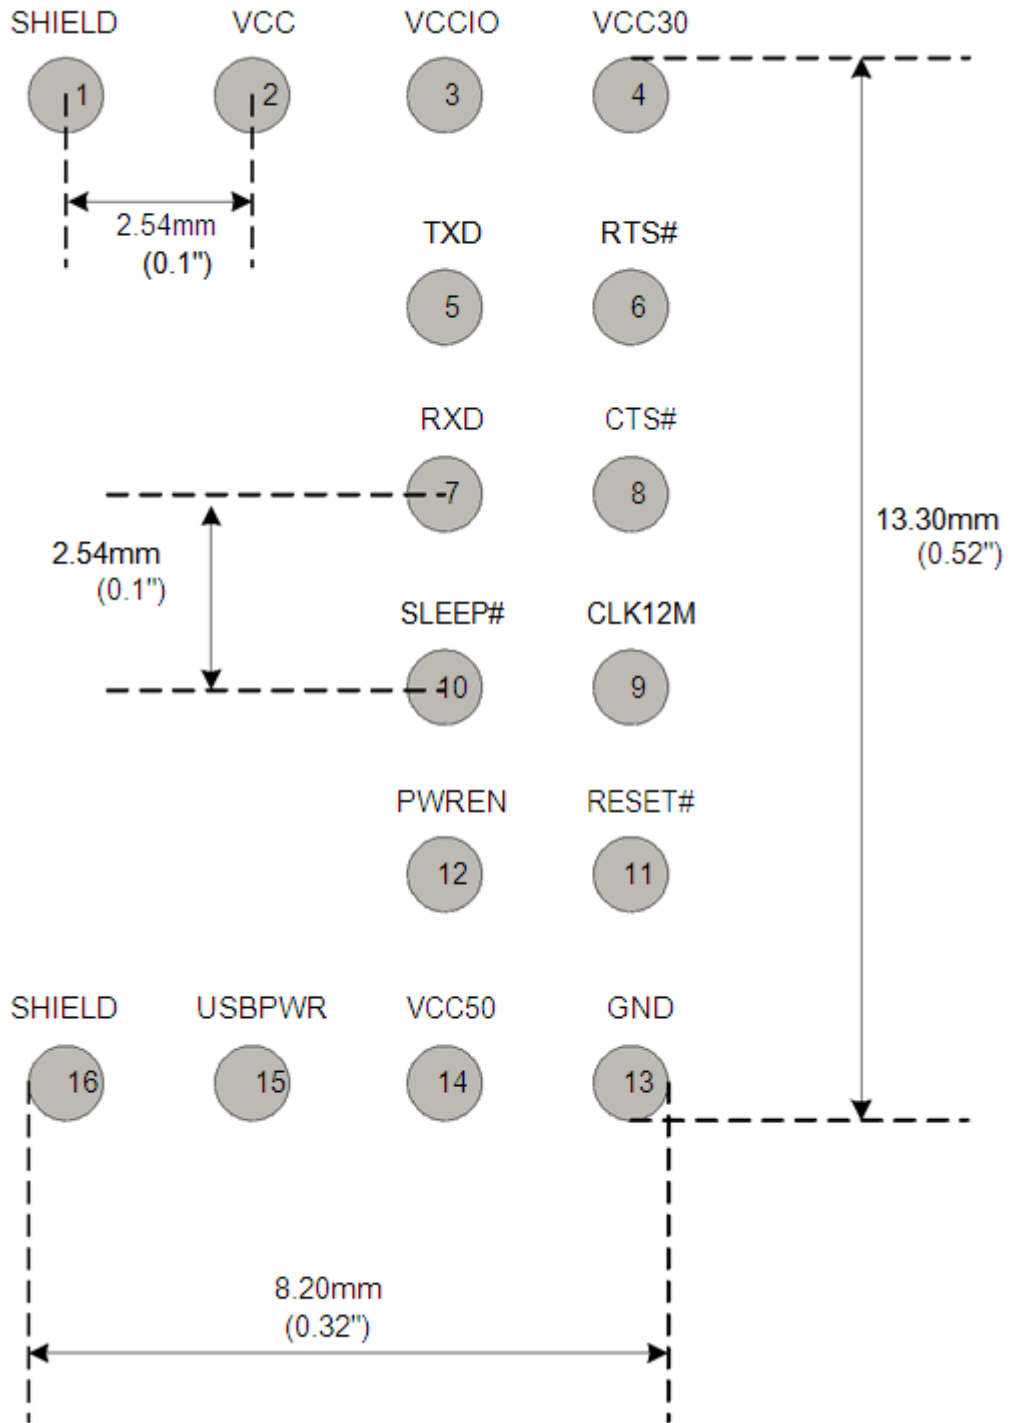 SHIELD VCC VCCIO VCC30
1 2 3 4
2.54mm
(0.1")
TXD RTS#
5 6
RXD CTS#
7 8
13.30mm
(0.52")
2.54mm
(0.1")
SLEEP# CLK12M
10 9
PWREN RESET#
12 11
SHIELD USBPWR VCC50 GND
16 15 14 13
8.20mm
(0.32")